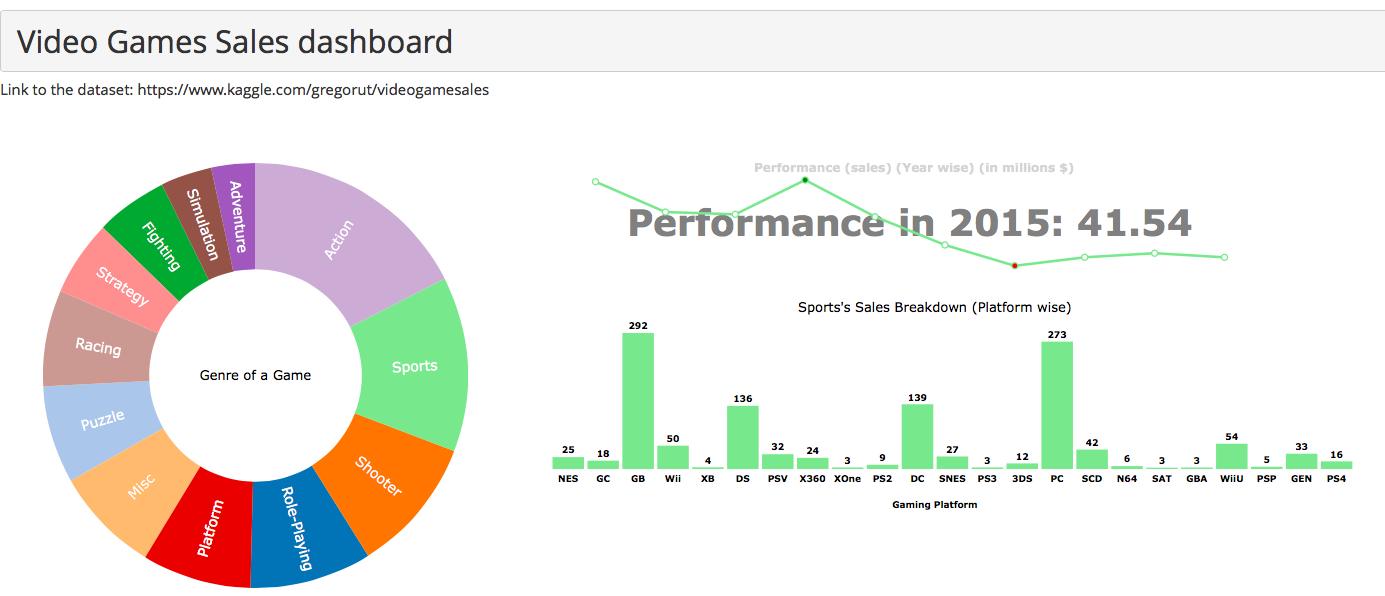 Video Games Sales dashboard
Link to the dataset: https://www.kaggle.com/gregorut/videogamesales
Adventure
Simulation
Fighting
Strategy
Racing
Puzzle
Misc
Platform
Role-Playing
Shooter
Sports
Action
Genre of a Game
Performance (sales) (Year wise) (in millions $)
Performance in 2015: 41.54
Sports's Sales Breakdown (Platform wise)
25 18 292 50 4 136 32 24 3 9 139 27 3 12 273 42 6 3 3 54 5 33 16
NES GC GB Wii XB DS PSV X360 XOne PS2 DC SNES PS3 3DS PC SCD N64 SAT GBA WiiU PSP GEN PS4
Gaming Platform